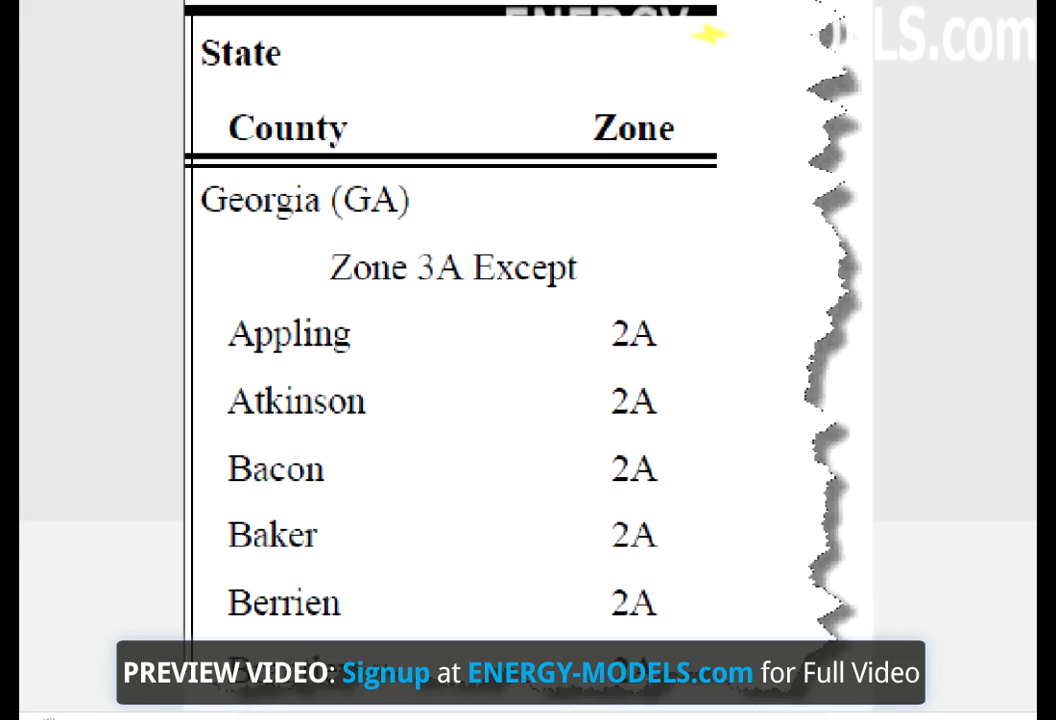 ENERGY
LS.com
State
County Zone
Georgia (GA)
Zone 3A Except
Appling 2A
Atkinson 2A
Bacon 2A
Baker 2A
Berrien 2A
PREVIEW VIDEO: Signup at ENERGY-MODELS.com for Full Video